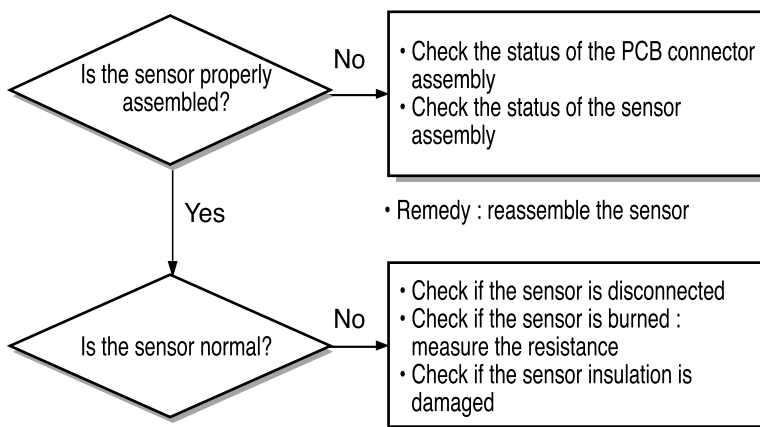 Is the sensor properly
assembled?
No
• Check the status of the PCB connector
assembly
• Check the status of the sensor
assembly
Yes
• Remedy : reassemble the sensor
Is the sensor normal?
No
• Check if the sensor is disconnected
• Check if the sensor is burned :
measure the resistance
• Check if the sensor insulation is
damaged